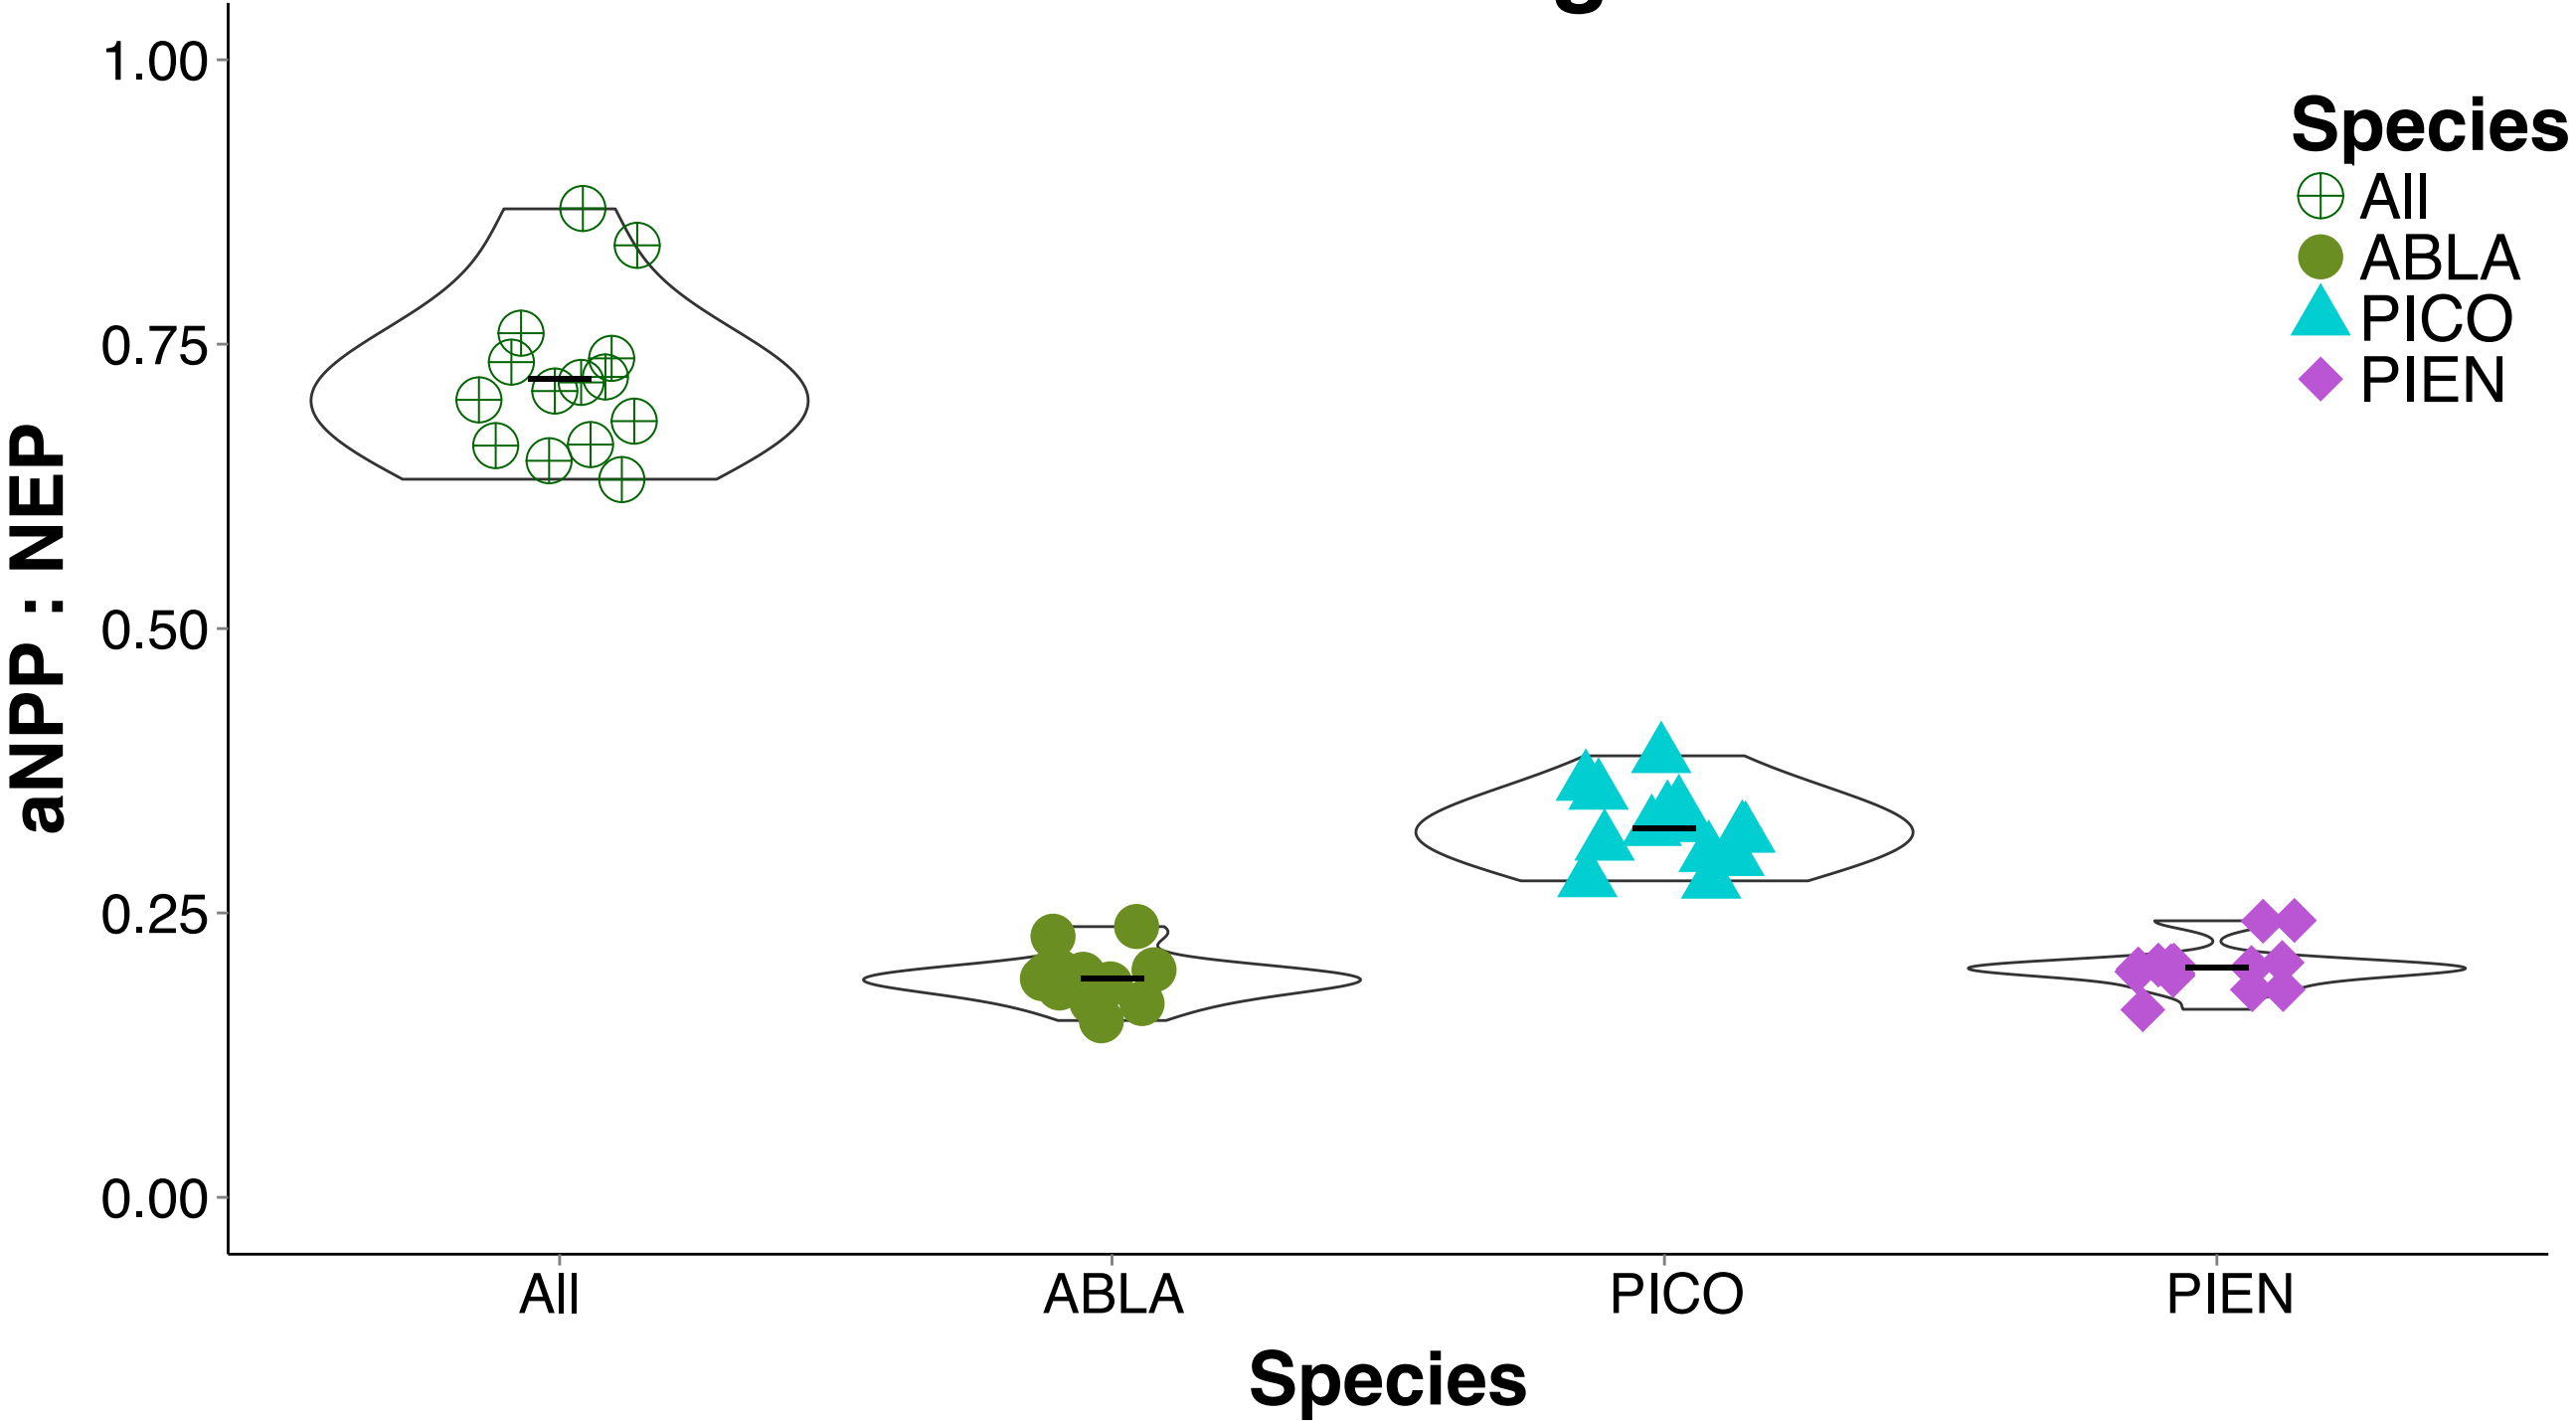 1.00
0.75
0.50
0.25
0.00
aNPP : NEP
Species
All
ABLA
PICO
PIEN
All
ABLA
PICO
PIEN
Species